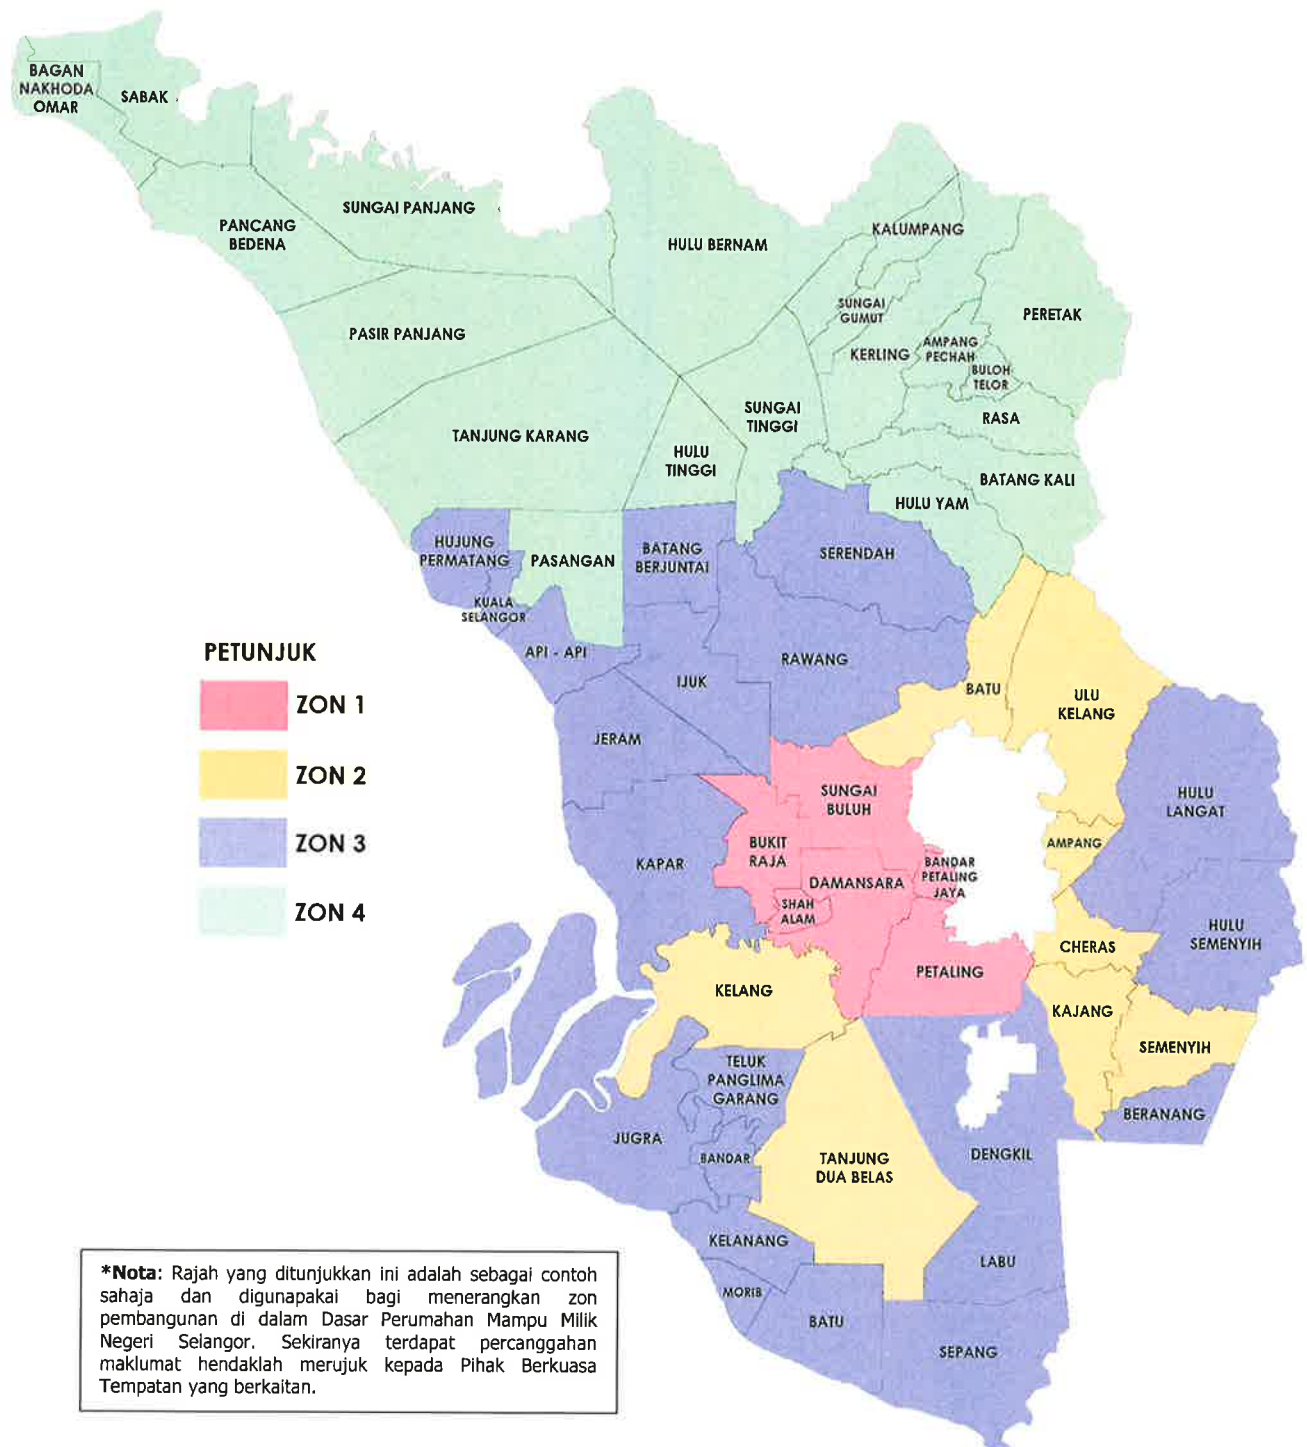 BAGAN
NAKHODA
OMAR
SABAK
SUNGAI PANJANG
PANCANG
BEDENA
HULU BERNAM
KALUMPANG
SUNGAI
GUMUT
PERETAK
PASIR PANJANG
KERLING
AMPANG
PECHAH
BULOH
TELOR
SUNGAI
TINGGI
RASA
TANJUNG KARANG
HULU
TINGGI
BATANG KALI
HULU YAM
HUJUNG
PERMATANG
PASANGAN
BATANG
BERJUNTAI
SERENDAH
KUALA
SELANGOR
API - API
IJUK
RAWANG
BATU
ULU
KELANG
JERAM
SUNGAI
BULUH
HULU
LANGAT
BUKIT
RAJA
KAPAR
DAMANSARA
BANDAR
PETALING
JAYA
AMPANG
SHAH
ALAM
HULU
SEMENYIH
CHERAS
PETALING
KELANG
KAJANG
SEMENYIH
TELUK
PANGLIMA
GARANG
BERANANG
JUGRA
BANDAR
TANJUNG
DUA BELAS
DENGKIL
KELANANG
LABU
MORIB
BATU
SEPANG
PETUNJUK
ZON 1
ZON 2
ZON 3
ZON 4
*Nota: Rajah yang ditunjukkan ini adalah sebagai contoh
sahaja dan digunapakai bagi menerangkan zon
pembangunan di dalam Dasar Perumahan Mampu Milik
Negeri Selangor. Sekiranya terdapat percanggahan
maklumat hendaklah merujuk kepada Pihak Berkuasa
Tempatan yang berkaitan.